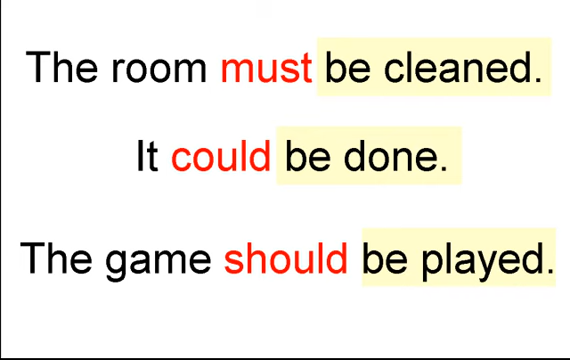 The room must be cleaned.
It could be done.
The game should be played.